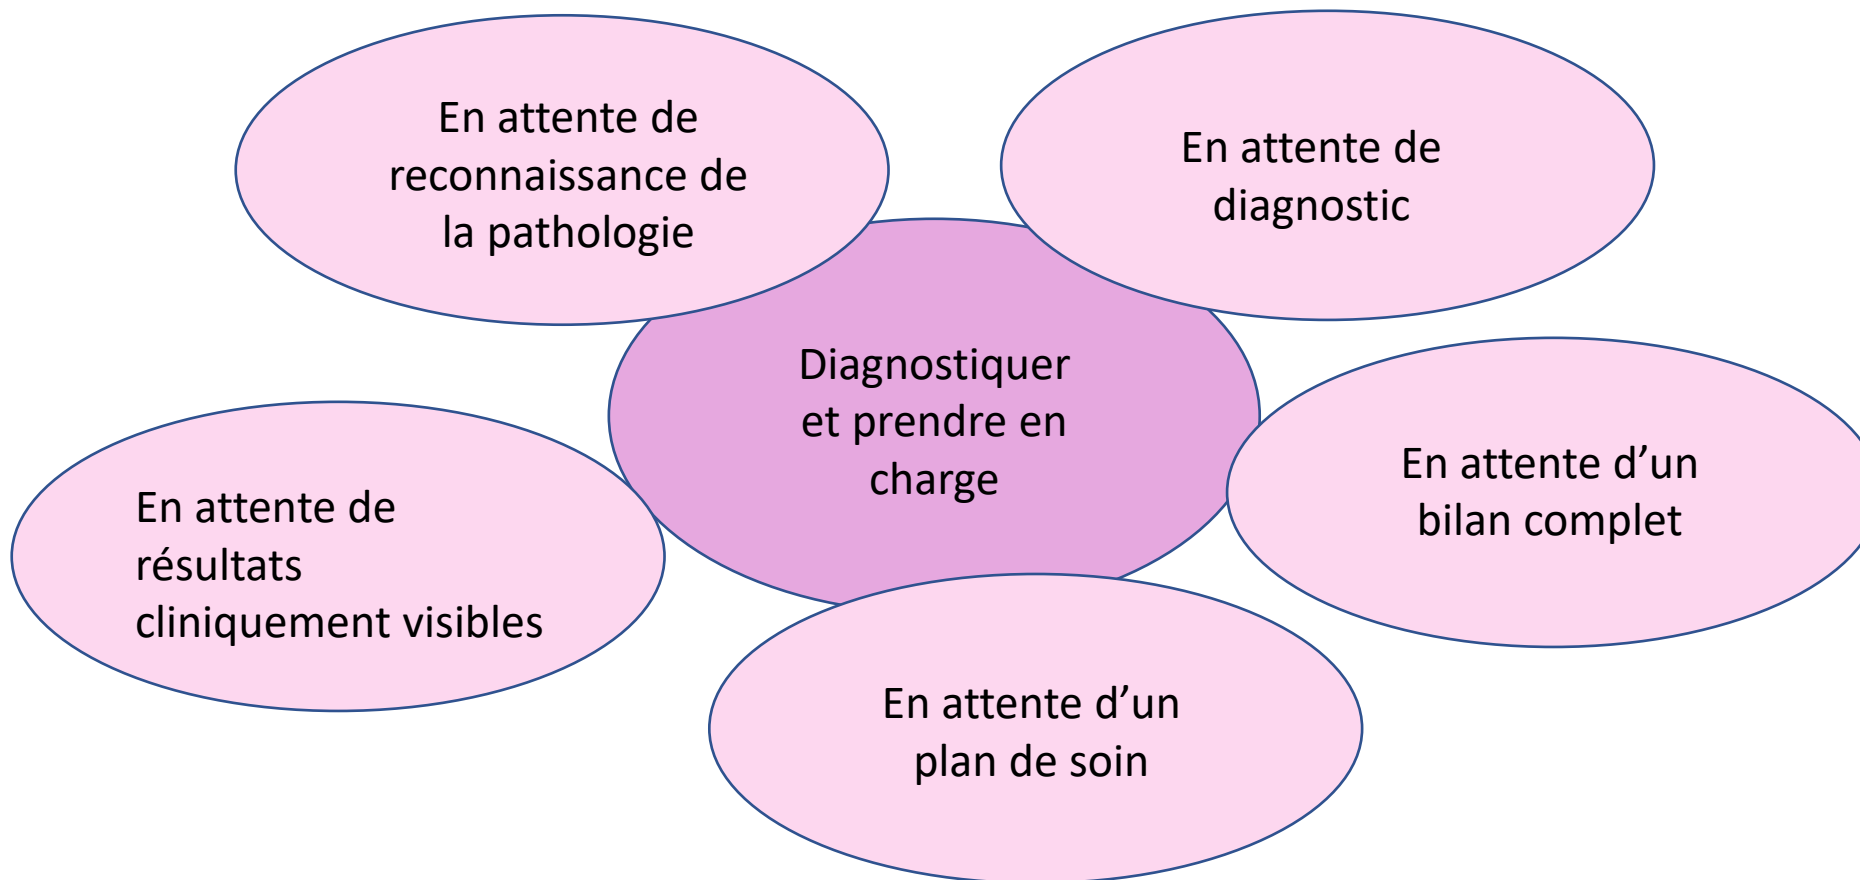 En attente de
reconnaissance de
la pathologie
En attente de
diagnostic
Diagnostiquer
et prendre en
charge
En attente d’un
bilan complet
En attente de
résultats
cliniquement visibles
En attente d’un
plan de soin